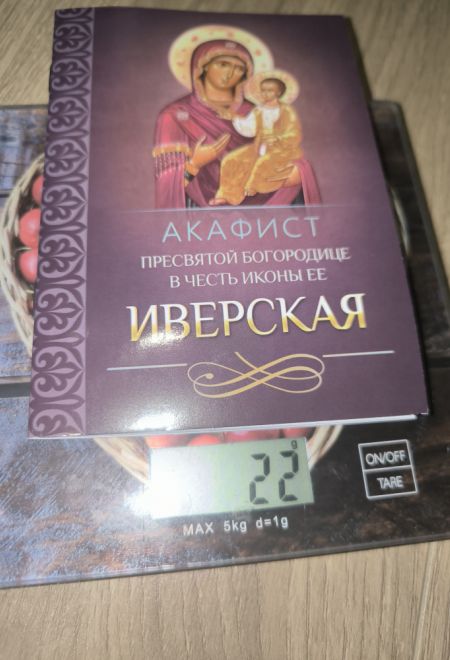 АКАФИСТ
ПРЕСВЯТОЙ БОГОРОДИЦЕ
В ЧЕСТЬ ИКОНЫ ЕЕ
ИВЕРСКАЯ
22 g
ON/OFF
TARE
MAX 5kg d=1g